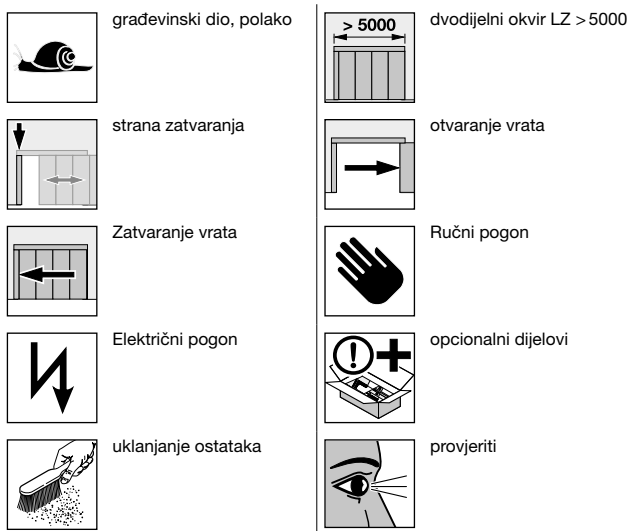 građevinski dio, polako
strana zatvaranja
Zatvaranje vrata
Električni pogon
uklanjanje ostataka
> 5000
dvodijelni okvir LZ > 5000
otvaranje vrata
Ručni pogon
opcionalni dijelovi
provjeriti